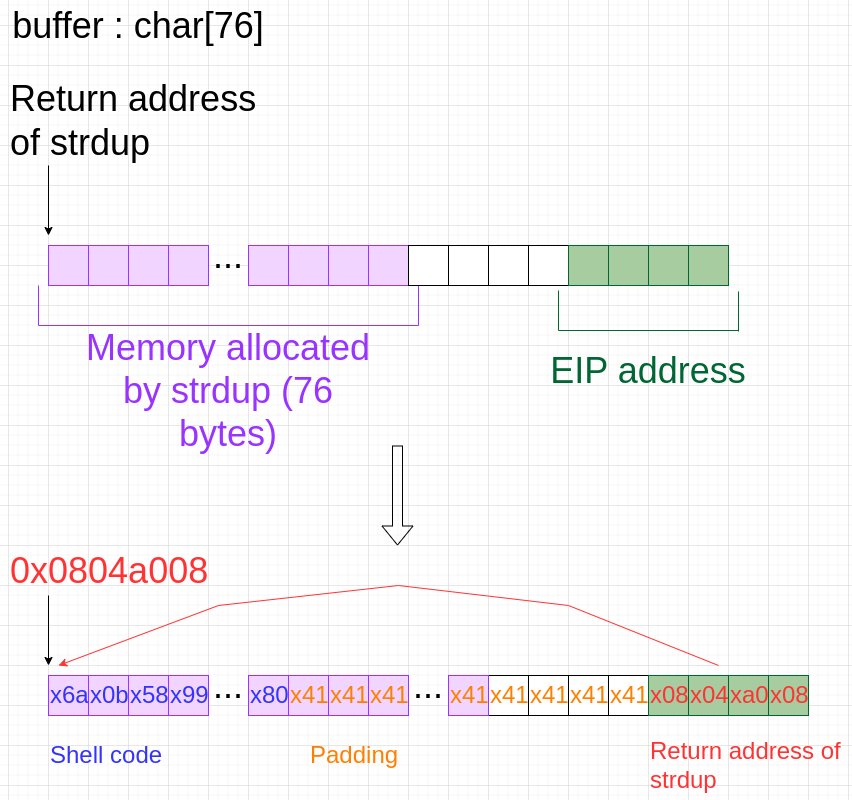 buffer : char[76]
Return address
of strdup
...
Memory allocated
by strdup (76
bytes)
EIP address
0x0804a008
x6a x0b x58 x99 ... x80 x41 x41 x41 ... x41 x41 x41 x41 x41 x08 x04 xa0 x08
Shell code
Padding
Return address of
strdup